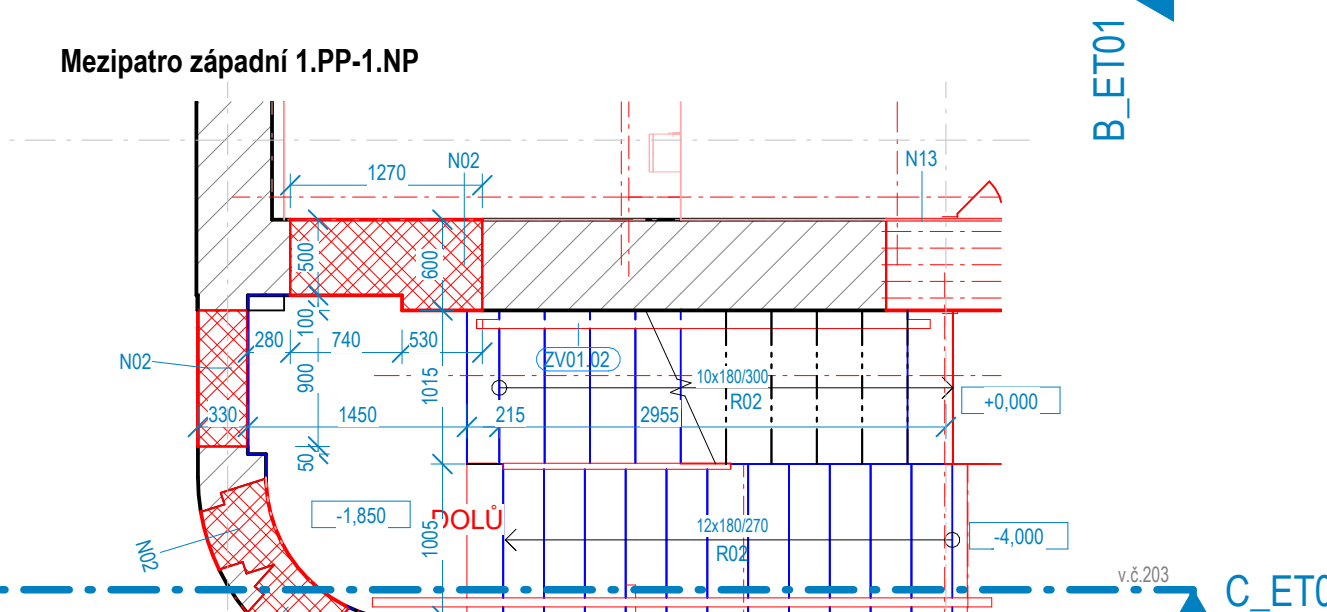 Mezipatro západní 1.PP-1.NP
B_ET01
N02
N13
1270
500
600
100
280
740
530
ZV01.02
N02
900
1015
10x180/300
R02
+0,000
330
1450
215
2955
50
-1,850
DOLŮ
1005
12x180/270
R02
-4,000
N02
v.č.203
C_ET0